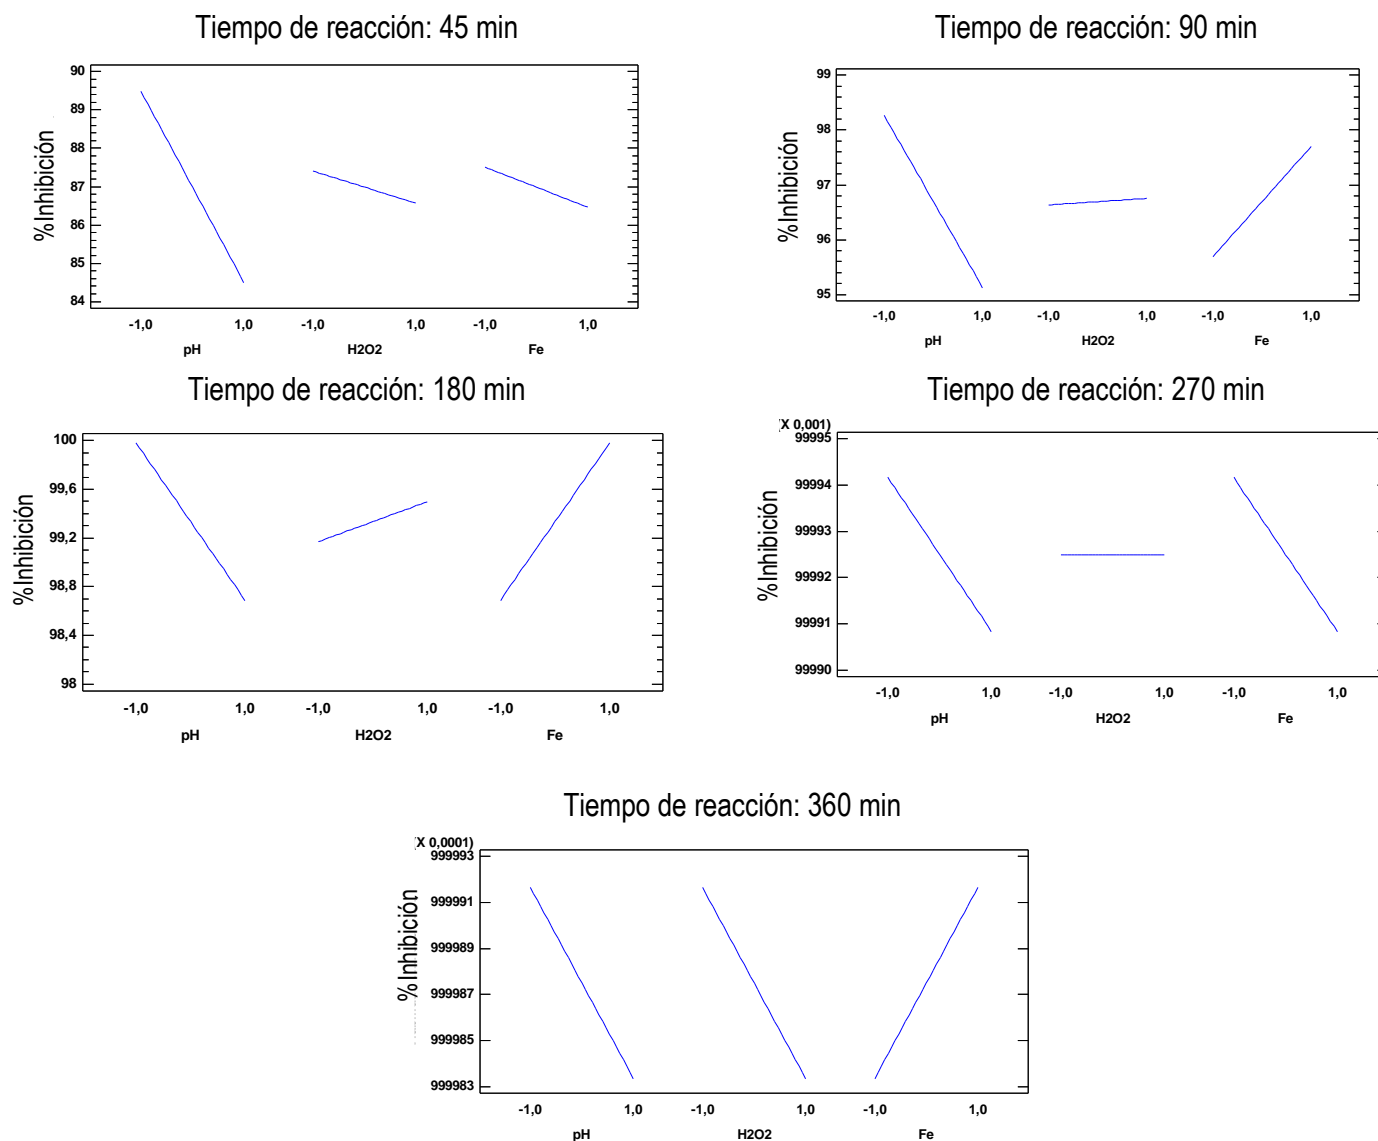 Tiempo de reacción: 45 min
%Inhibición
90
89
88
87
86
85
84
-1,0 1,0 -1,0 1,0 -1,0 1,0
pH H2O2 Fe
Tiempo de reacción: 90 min
%Inhibición
99
98
97
96
95
-1,0 1,0 -1,0 1,0 -1,0 1,0
pH H2O2 Fe
Tiempo de reacción: 180 min
%Inhibición
100
99,6
99,2
98,8
98,4
98
-1,0 1,0 -1,0 1,0 -1,0 1,0
pH H2O2 Fe
Tiempo de reacción: 270 min
(X 0,001)
%Inhibición
99995
99994
99993
99992
99991
99990
-1,0 1,0 -1,0 1,0 -1,0 1,0
pH H2O2 Fe
Tiempo de reacción: 360 min
(X 0,0001)
%Inhibición
999993
999991
999989
999987
999985
999983
-1,0 1,0 -1,0 1,0 -1,0 1,0
pH H2O2 Fe